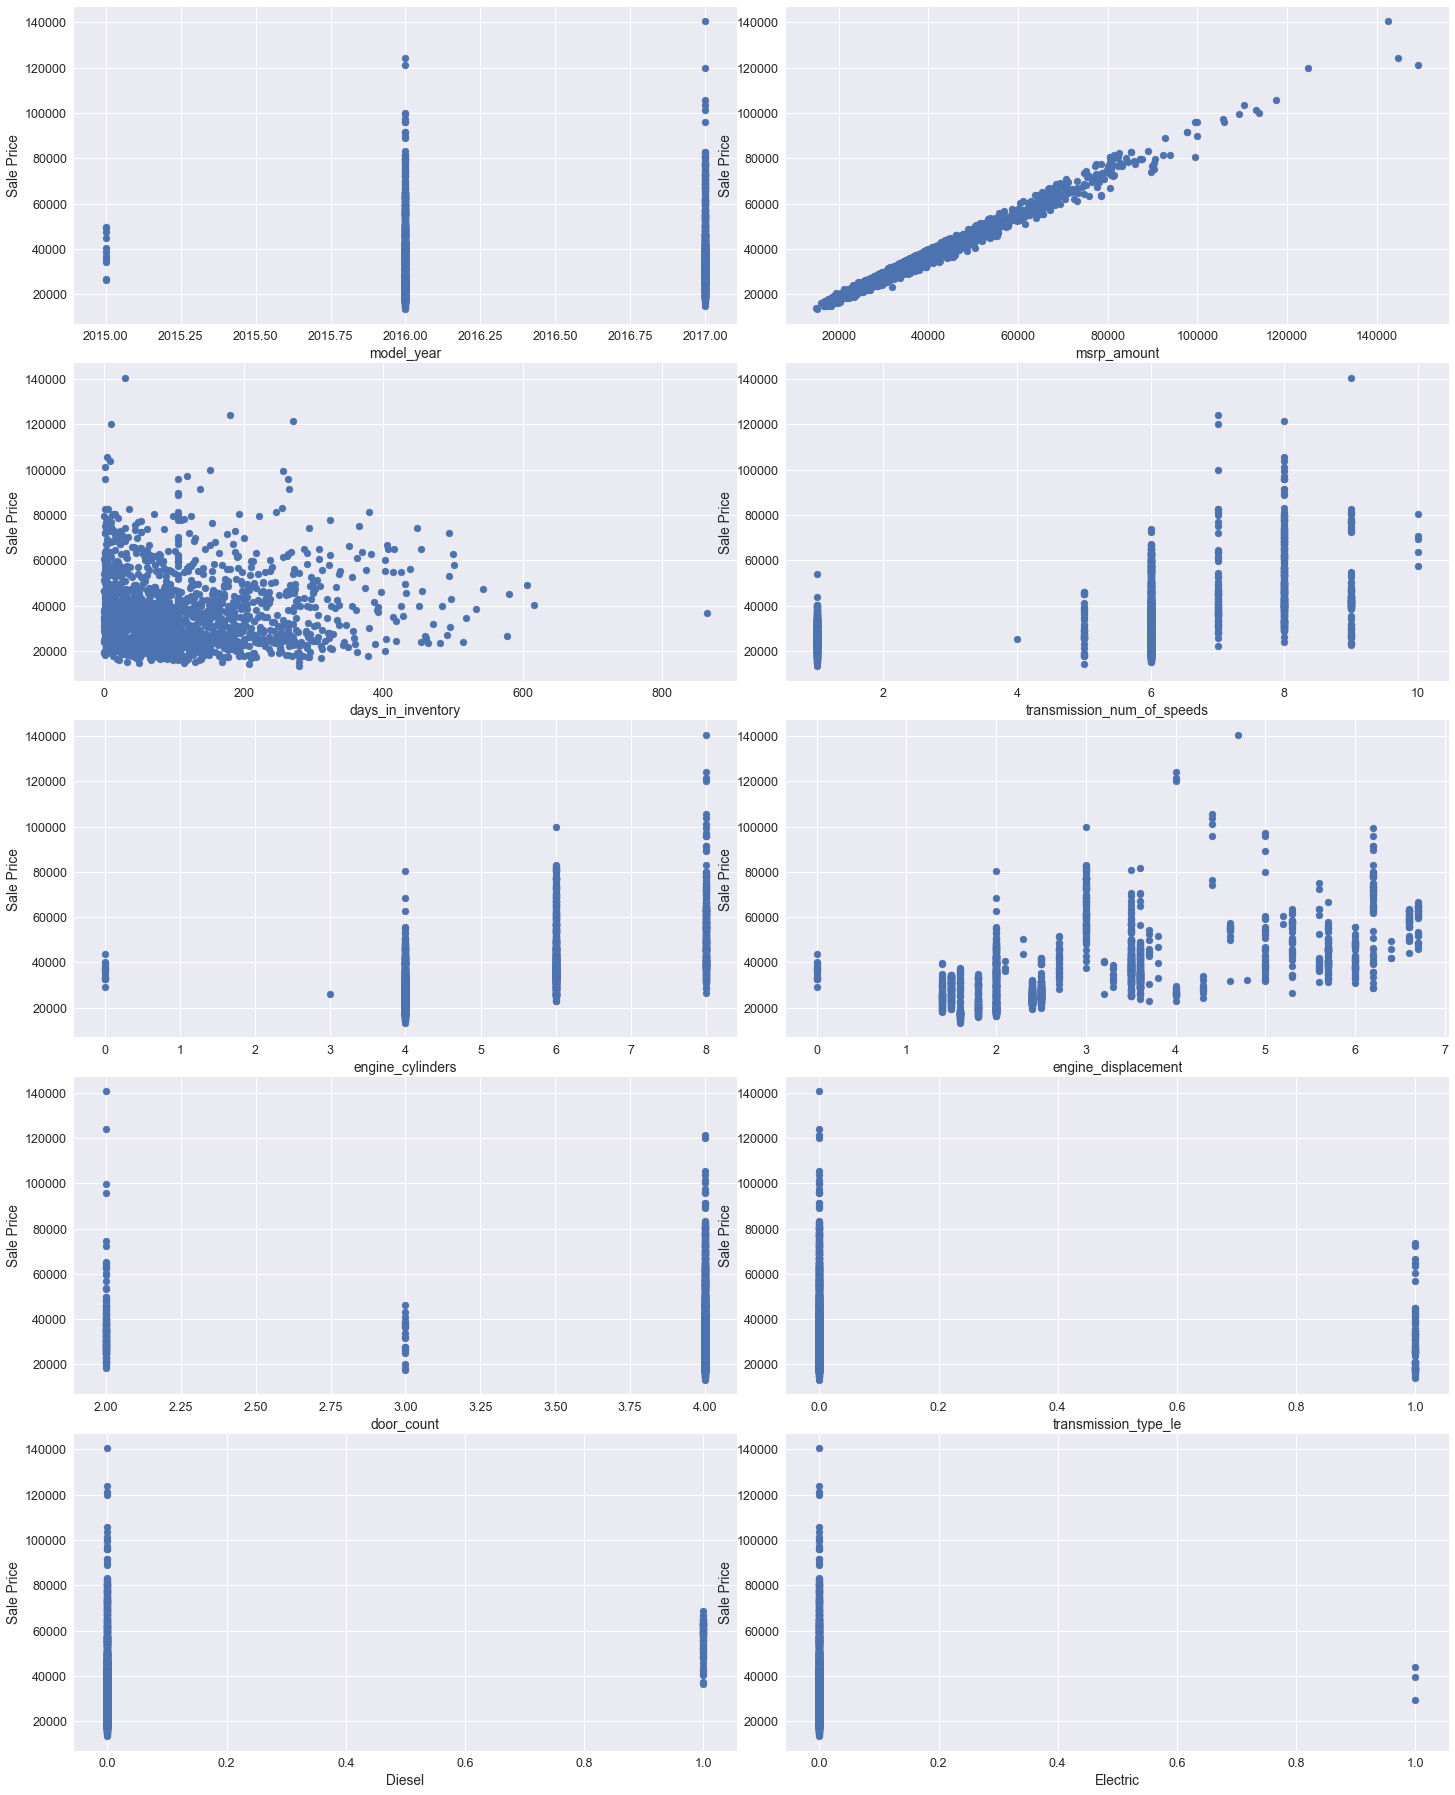 140000
120000
100000
80000
60000
40000
20000
Sale Price
2015.00 2015.25 2015.50 2015.75 2016.00 2016.25 2016.50 2016.75 2017.00
model_year
140000
120000
100000
80000
60000
40000
20000
Sale Price
20000 40000 60000 80000 100000 120000 140000
msrp_amount
140000
120000
100000
80000
60000
40000
20000
Sale Price
0 200 400 600 800
days_in_inventory
140000
120000
100000
80000
60000
40000
20000
Sale Price
2 4 6 8 10
transmission_num_of_speeds
140000
120000
100000
80000
60000
40000
20000
Sale Price
0 1 2 3 4 5 6 7 8
engine_cylinders
140000
120000
100000
80000
60000
40000
20000
Sale Price
0 1 2 3 4 5 6 7
engine_displacement
140000
120000
100000
80000
60000
40000
20000
Sale Price
2.00 2.25 2.50 2.75 3.00 3.25 3.50 3.75 4.00
door_count
140000
120000
100000
80000
60000
40000
20000
Sale Price
0.0 0.2 0.4 0.6 0.8 1.0
transmission_type_le
140000
120000
100000
80000
60000
40000
20000
Sale Price
0.0 0.2 0.4 0.6 0.8 1.0
Diesel
140000
120000
100000
80000
60000
40000
20000
Sale Price
0.0 0.2 0.4 0.6 0.8 1.0
Electric